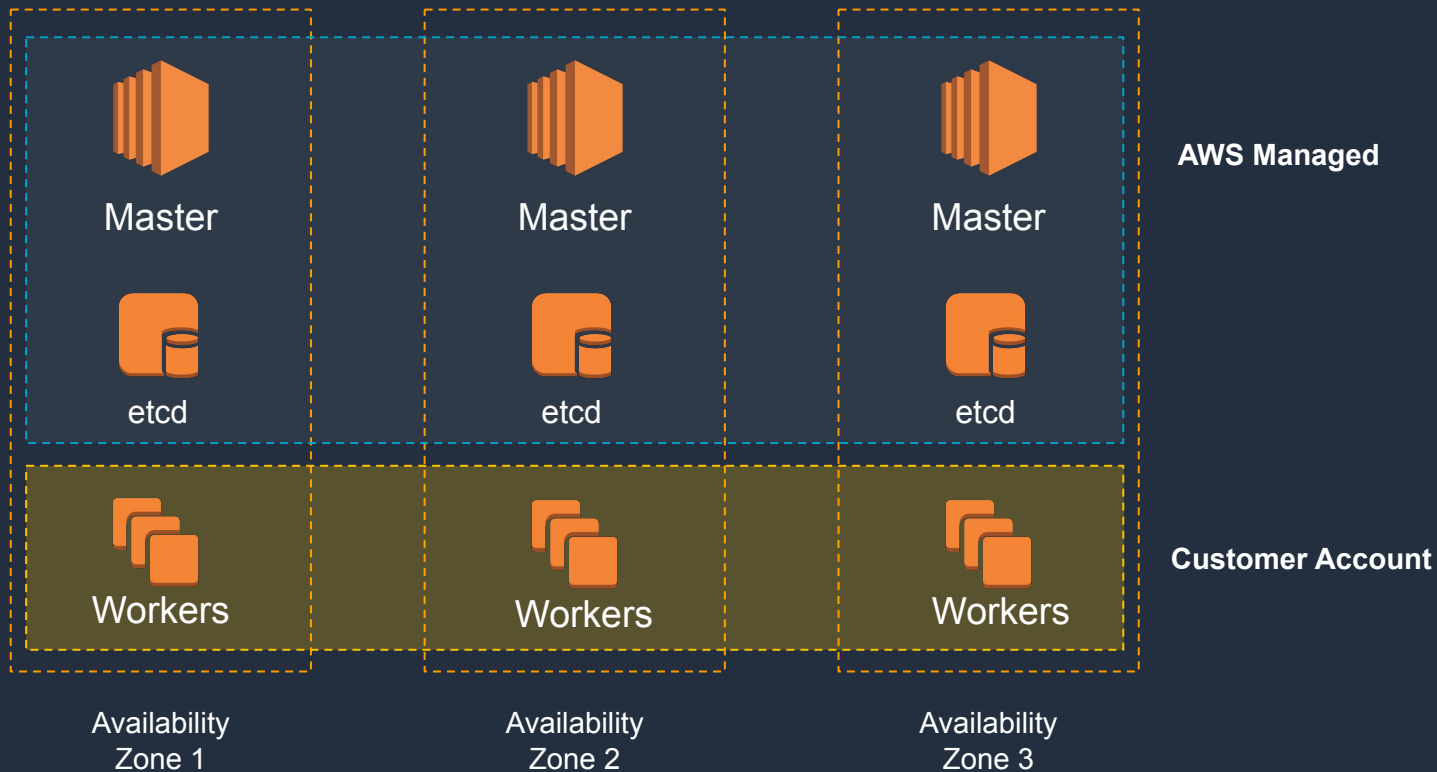 Master
Master
Master
AWS Managed
etcd
etcd
etcd
Workers
Workers
Workers
Customer Account
Availability
Zone 1
Availability
Zone 2
Availability
Zone 3